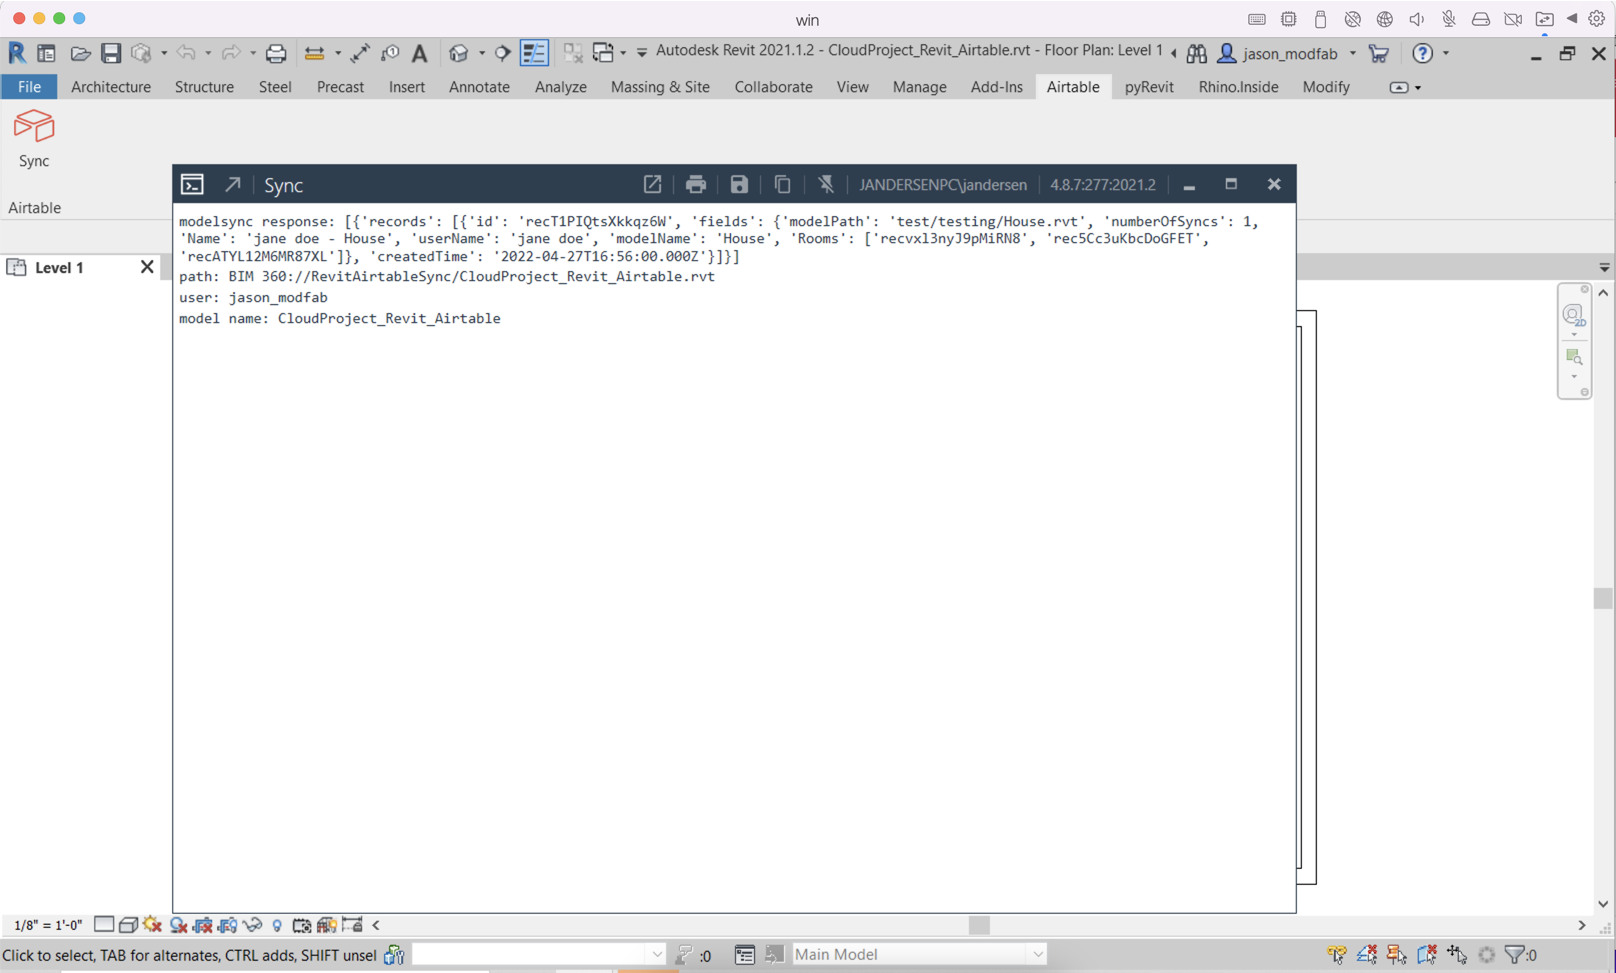 win
Autodesk Revit 2021.1.2 - CloudProject_Revit_Airtable.rvt - Floor Plan: Level 1
jason_modfab
File Architecture Structure Steel Precast Insert Annotate Analyze Massing & Site Collaborate View Manage Add-Ins Airtable pyRevit Rhino.Inside Modify
Sync
Airtable
Sync JANDERSENPC\jandersen 4.8.7:277:2021.2
modelsync response: [{'records': [{'id': 'recT1PIQtsXkkqz6W', 'fields': {'modelPath': 'test/testing/House.rvt', 'numberOfSyncs': 1,
'Name': 'jane doe - House', 'userName': 'jane doe', 'modelName': 'House', 'Rooms': ['recvxl3nyJ9pMiRN8', 'rec5Cc3uKbcDoGFET',
'recATYL12M6MR87XL']}, 'createdTime': '2022-04-27T16:56:00.000Z'}]}]
path: BIM 360://RevitAirtableSync/CloudProject_Revit_Airtable.rvt
user: jason_modfab
model name: CloudProject_Revit_Airtable
Level 1
2D
1/8" = 1'-0"
Click to select, TAB for alternates, CTRL adds, SHIFT unsel
:0
Main Model
:0